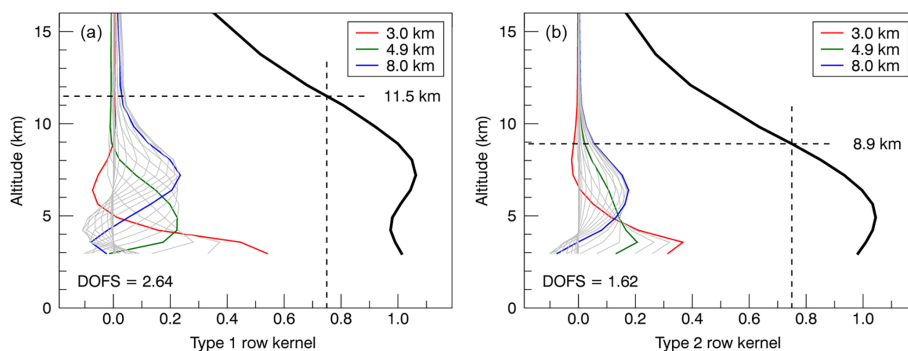 (a)
3.0 km
4.9 km
8.0 km
11.5 km
DOFS = 2.64
Altitude (km)
15
10
5
0
0.0 0.2 0.4 0.6 0.8 1.0
Type 1 row kernel
(b)
3.0 km
4.9 km
8.0 km
8.9 km
DOFS = 1.62
Altitude (km)
15
10
5
0
0.0 0.2 0.4 0.6 0.8 1.0
Type 2 row kernel